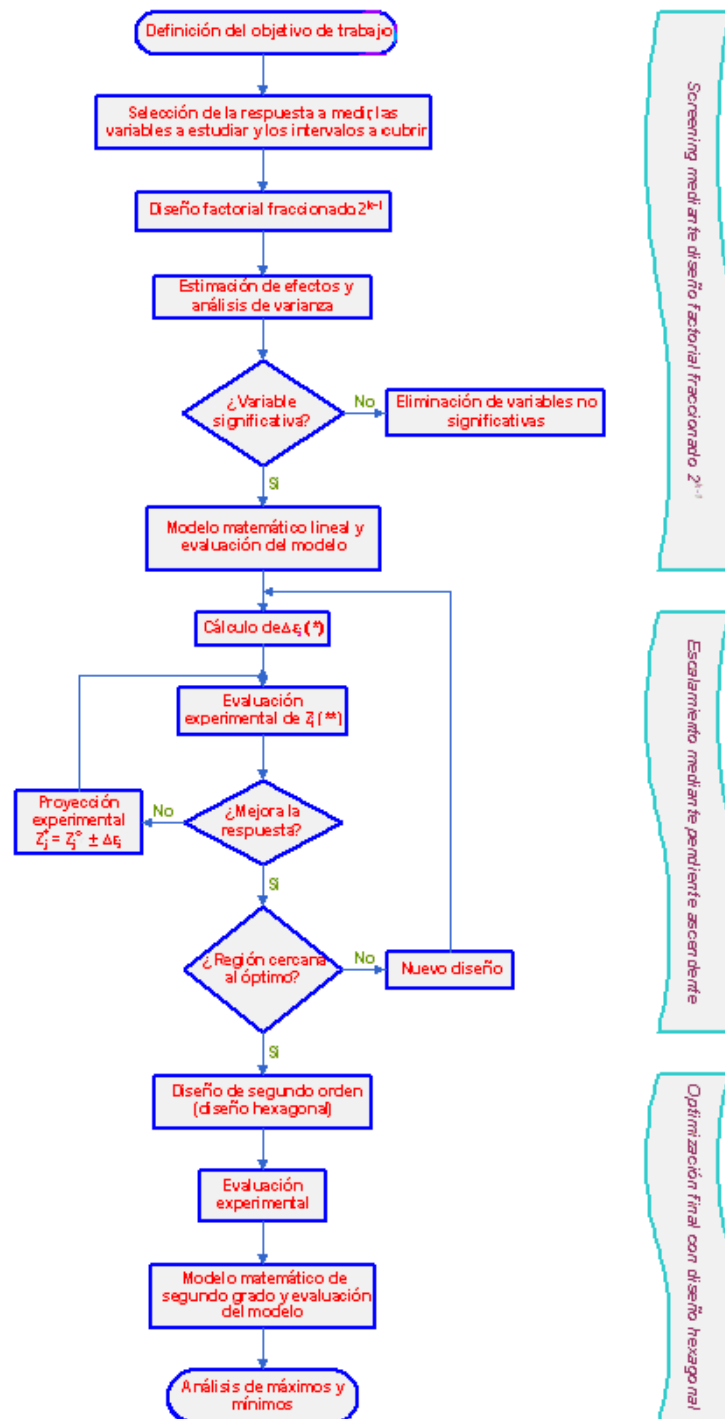 Definición del objetivo de trabajo
Selección de la respuesta a medir, las
variables a estudiar y los intervalos a cubrir
Diseño factorial fraccionado 2ᵏ⁻¹
Estimación de efectos y
análisis de varianza
¿Variable
significativa?
No
Eliminación de variables no
significativas
Si
Modelo matemático lineal y
evaluación del modelo
Cálculo de Δεⱼ (*)
Evaluación
experimental de Zⱼ (**)
¿Mejora la
respuesta?
No
Proyección
experimental
Zⱼ* = Zⱼ° ± Δεⱼ
Si
¿Región cercana
al óptimo?
No
Nuevo diseño
Si
Diseño de segundo orden
(diseño hexagonal)
Evaluación
experimental
Modelo matemático de
segundo grado y evaluación
del modelo
Análisis de máximos y
mínimos
Screening mediante diseño factorial fraccionado 2ᵏ⁻¹
Escalamiento mediante pendiente ascendente
Optimización final con diseño hexagonal